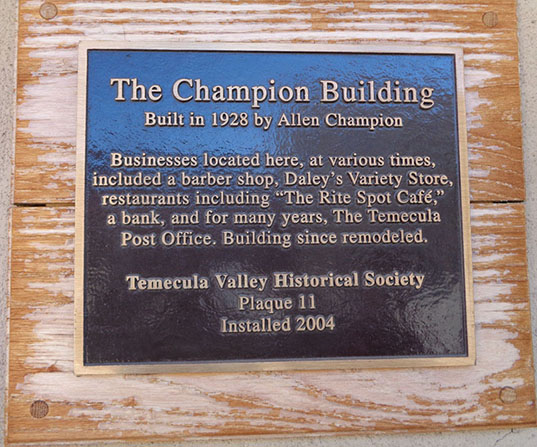 The Champion Building
Built in 1928 by Allen Champion
Businesses located here, at various times,
included a barber shop, Daley's Variety Store,
restaurants including "The Rite Spot Café,"
a bank, and for many years, The Temecula
Post Office. Building since remodeled.
Temecula Valley Historical Society
Plaque 11
Installed 2004